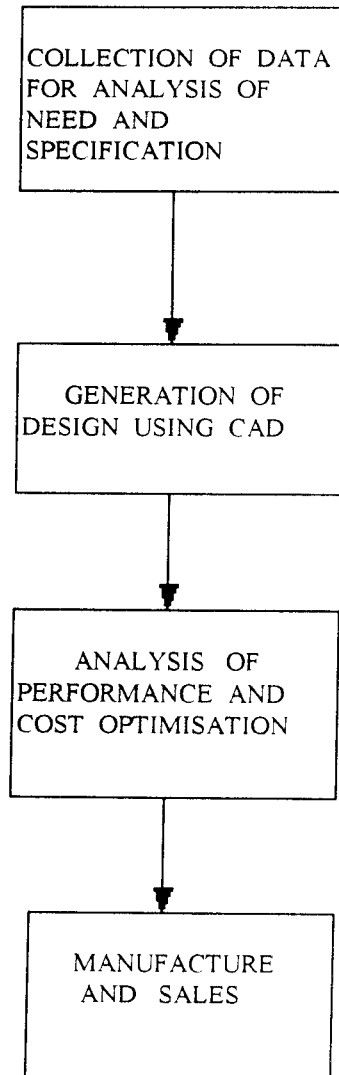 COLLECTION OF DATA
FOR ANALYSIS OF
NEED AND
SPECIFICATION
GENERATION OF
DESIGN USING CAD
ANALYSIS OF
PERFORMANCE AND
COST OPTIMISATION
MANUFACTURE
AND SALES